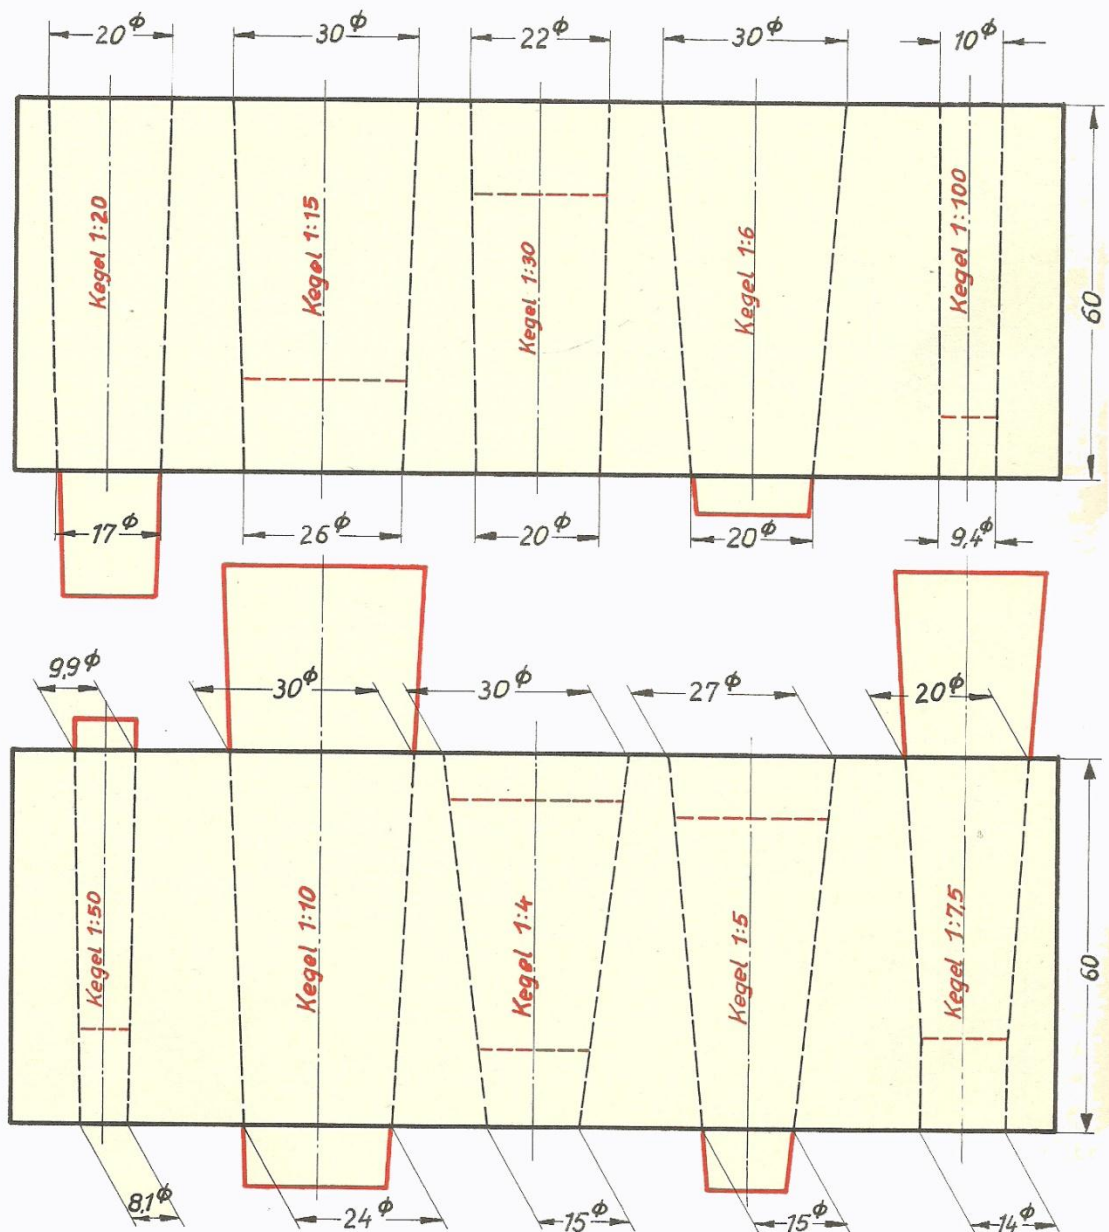 20⌀ 30⌀ 22⌀ 30⌀ 10⌀
Kegel 1:20
Kegel 1:15
Kegel 1:30
Kegel 1:6
Kegel 1:100
60
17⌀ 26⌀ 20⌀ 20⌀ 9,4⌀
9,9⌀ 30⌀ 30⌀ 27⌀ 20⌀
Kegel 1:50
Kegel 1:10
Kegel 1:4
Kegel 1:5
Kegel 1:7,5
60
8,1⌀ 24⌀ 15⌀ 15⌀ 14⌀